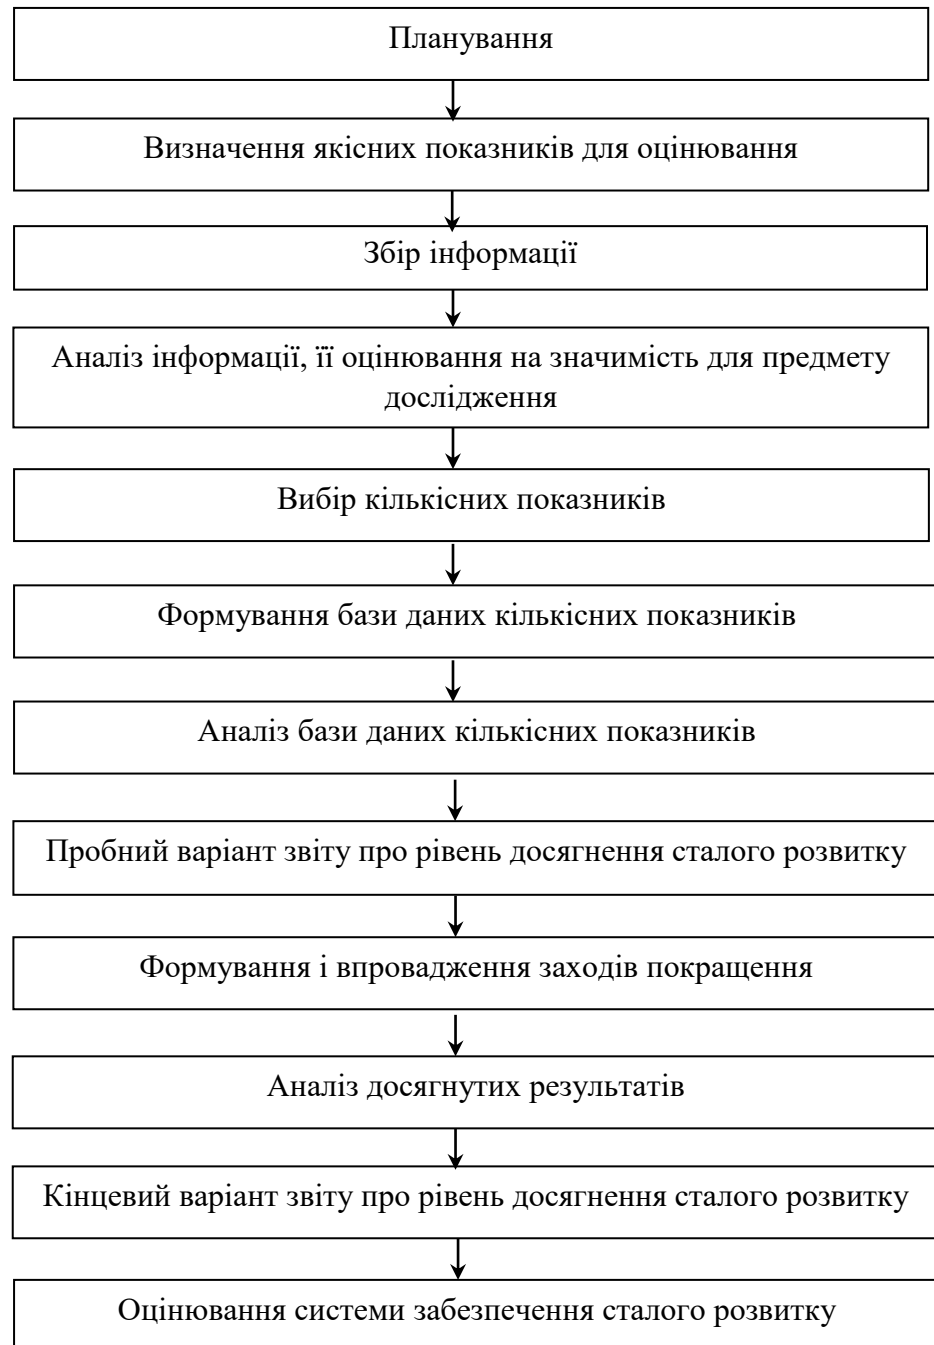 Планування
Визначення якісних показників для оцінювання
Збір інформації
Аналіз інформації, її оцінювання на значимість для предмету
дослідження
Вибір кількісних показників
Формування бази даних кількісних показників
Аналіз бази даних кількісних показників
Пробний варіант звіту про рівень досягнення сталого розвитку
Формування і впровадження заходів покращення
Аналіз досягнутих результатів
Кінцевий варіант звіту про рівень досягнення сталого розвитку
Оцінювання системи забезпечення сталого розвитку